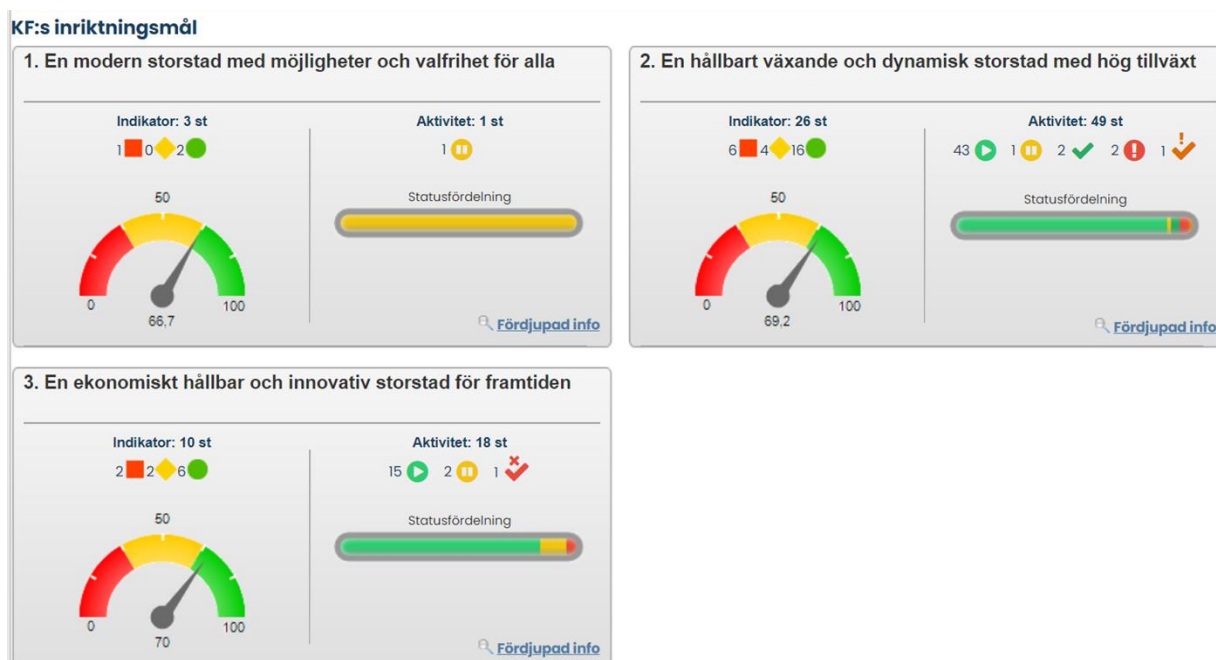 KF:s inriktningsmål
1. En modern storstad med möjligheter och valfrihet för alla
Indikator: 3 st
1 0 2
50
0
100
66,7
Aktivitet: 1 st
1
Statusfördelning
Fördjupad info
2. En hållbart växande och dynamisk storstad med hög tillväxt
Indikator: 26 st
6 4 16
50
0
100
69,2
Aktivitet: 49 st
43 1 2 2 1
Statusfördelning
Fördjupad info
3. En ekonomiskt hållbar och innovativ storstad för framtiden
Indikator: 10 st
2 2 6
50
0
100
70
Aktivitet: 18 st
15 2 1
Statusfördelning
Fördjupad info